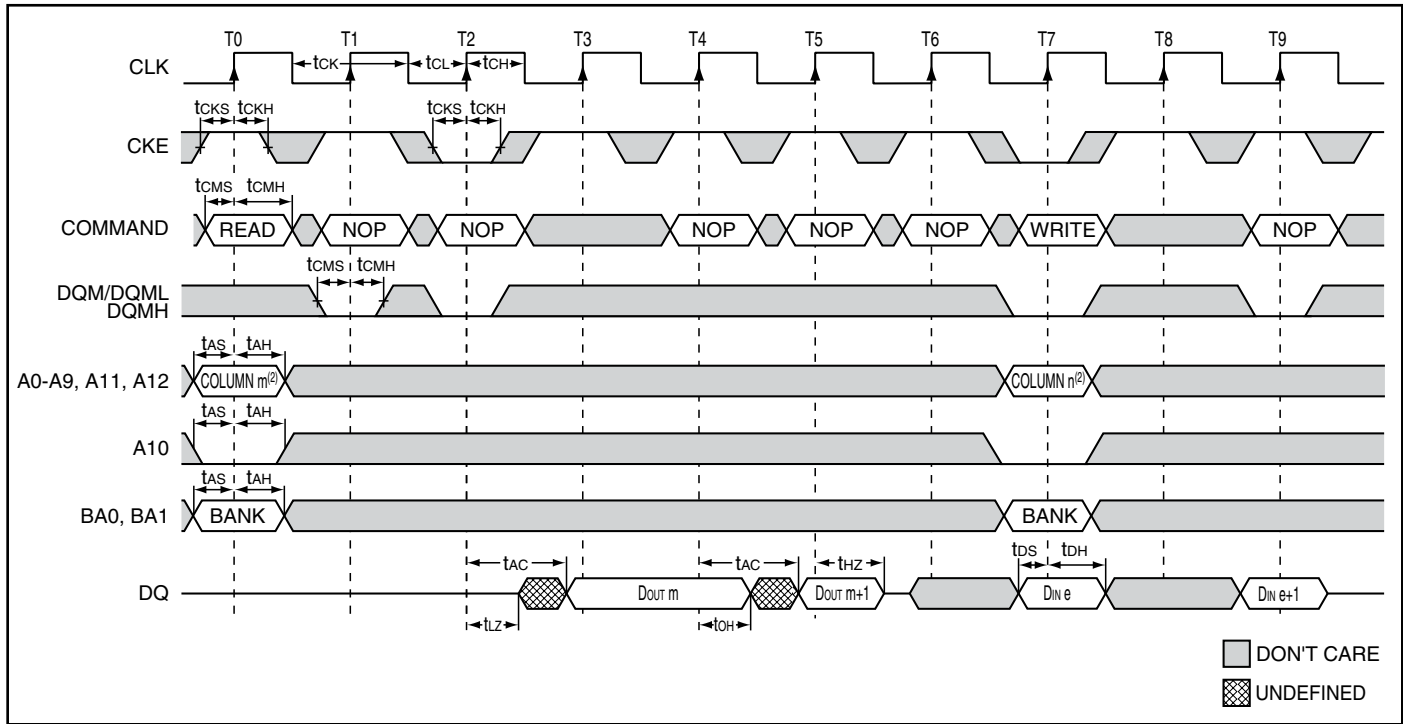 T0 T1 T2 T3 T4 T5 T6 T7 T8 T9
CLK tCK tCL tCH
tCKS tCKH tCKS tCKH
CKE
tCMS tCMH
COMMAND READ NOP NOP NOP NOP NOP WRITE NOP
tCMS tCMH
DQM/DQML
DQMH
tAS tAH
A0-A9, A11, A12 COLUMN m(2) COLUMN n(2)
tAS tAH
A10
tAS tAH
BA0, BA1 BANK BANK
tAC tAC tHZ tDS tDH
DQ DOUT m DOUT m+1 DIN e DIN e+1
tLZ tOH
DON'T CARE
UNDEFINED